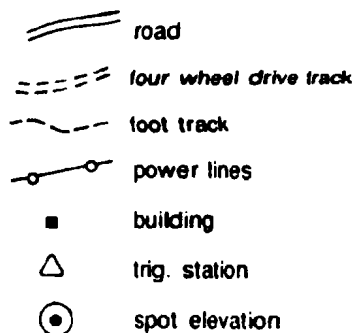 road
four wheel drive track
foot track
power lines
building
trig. station
spot elevation